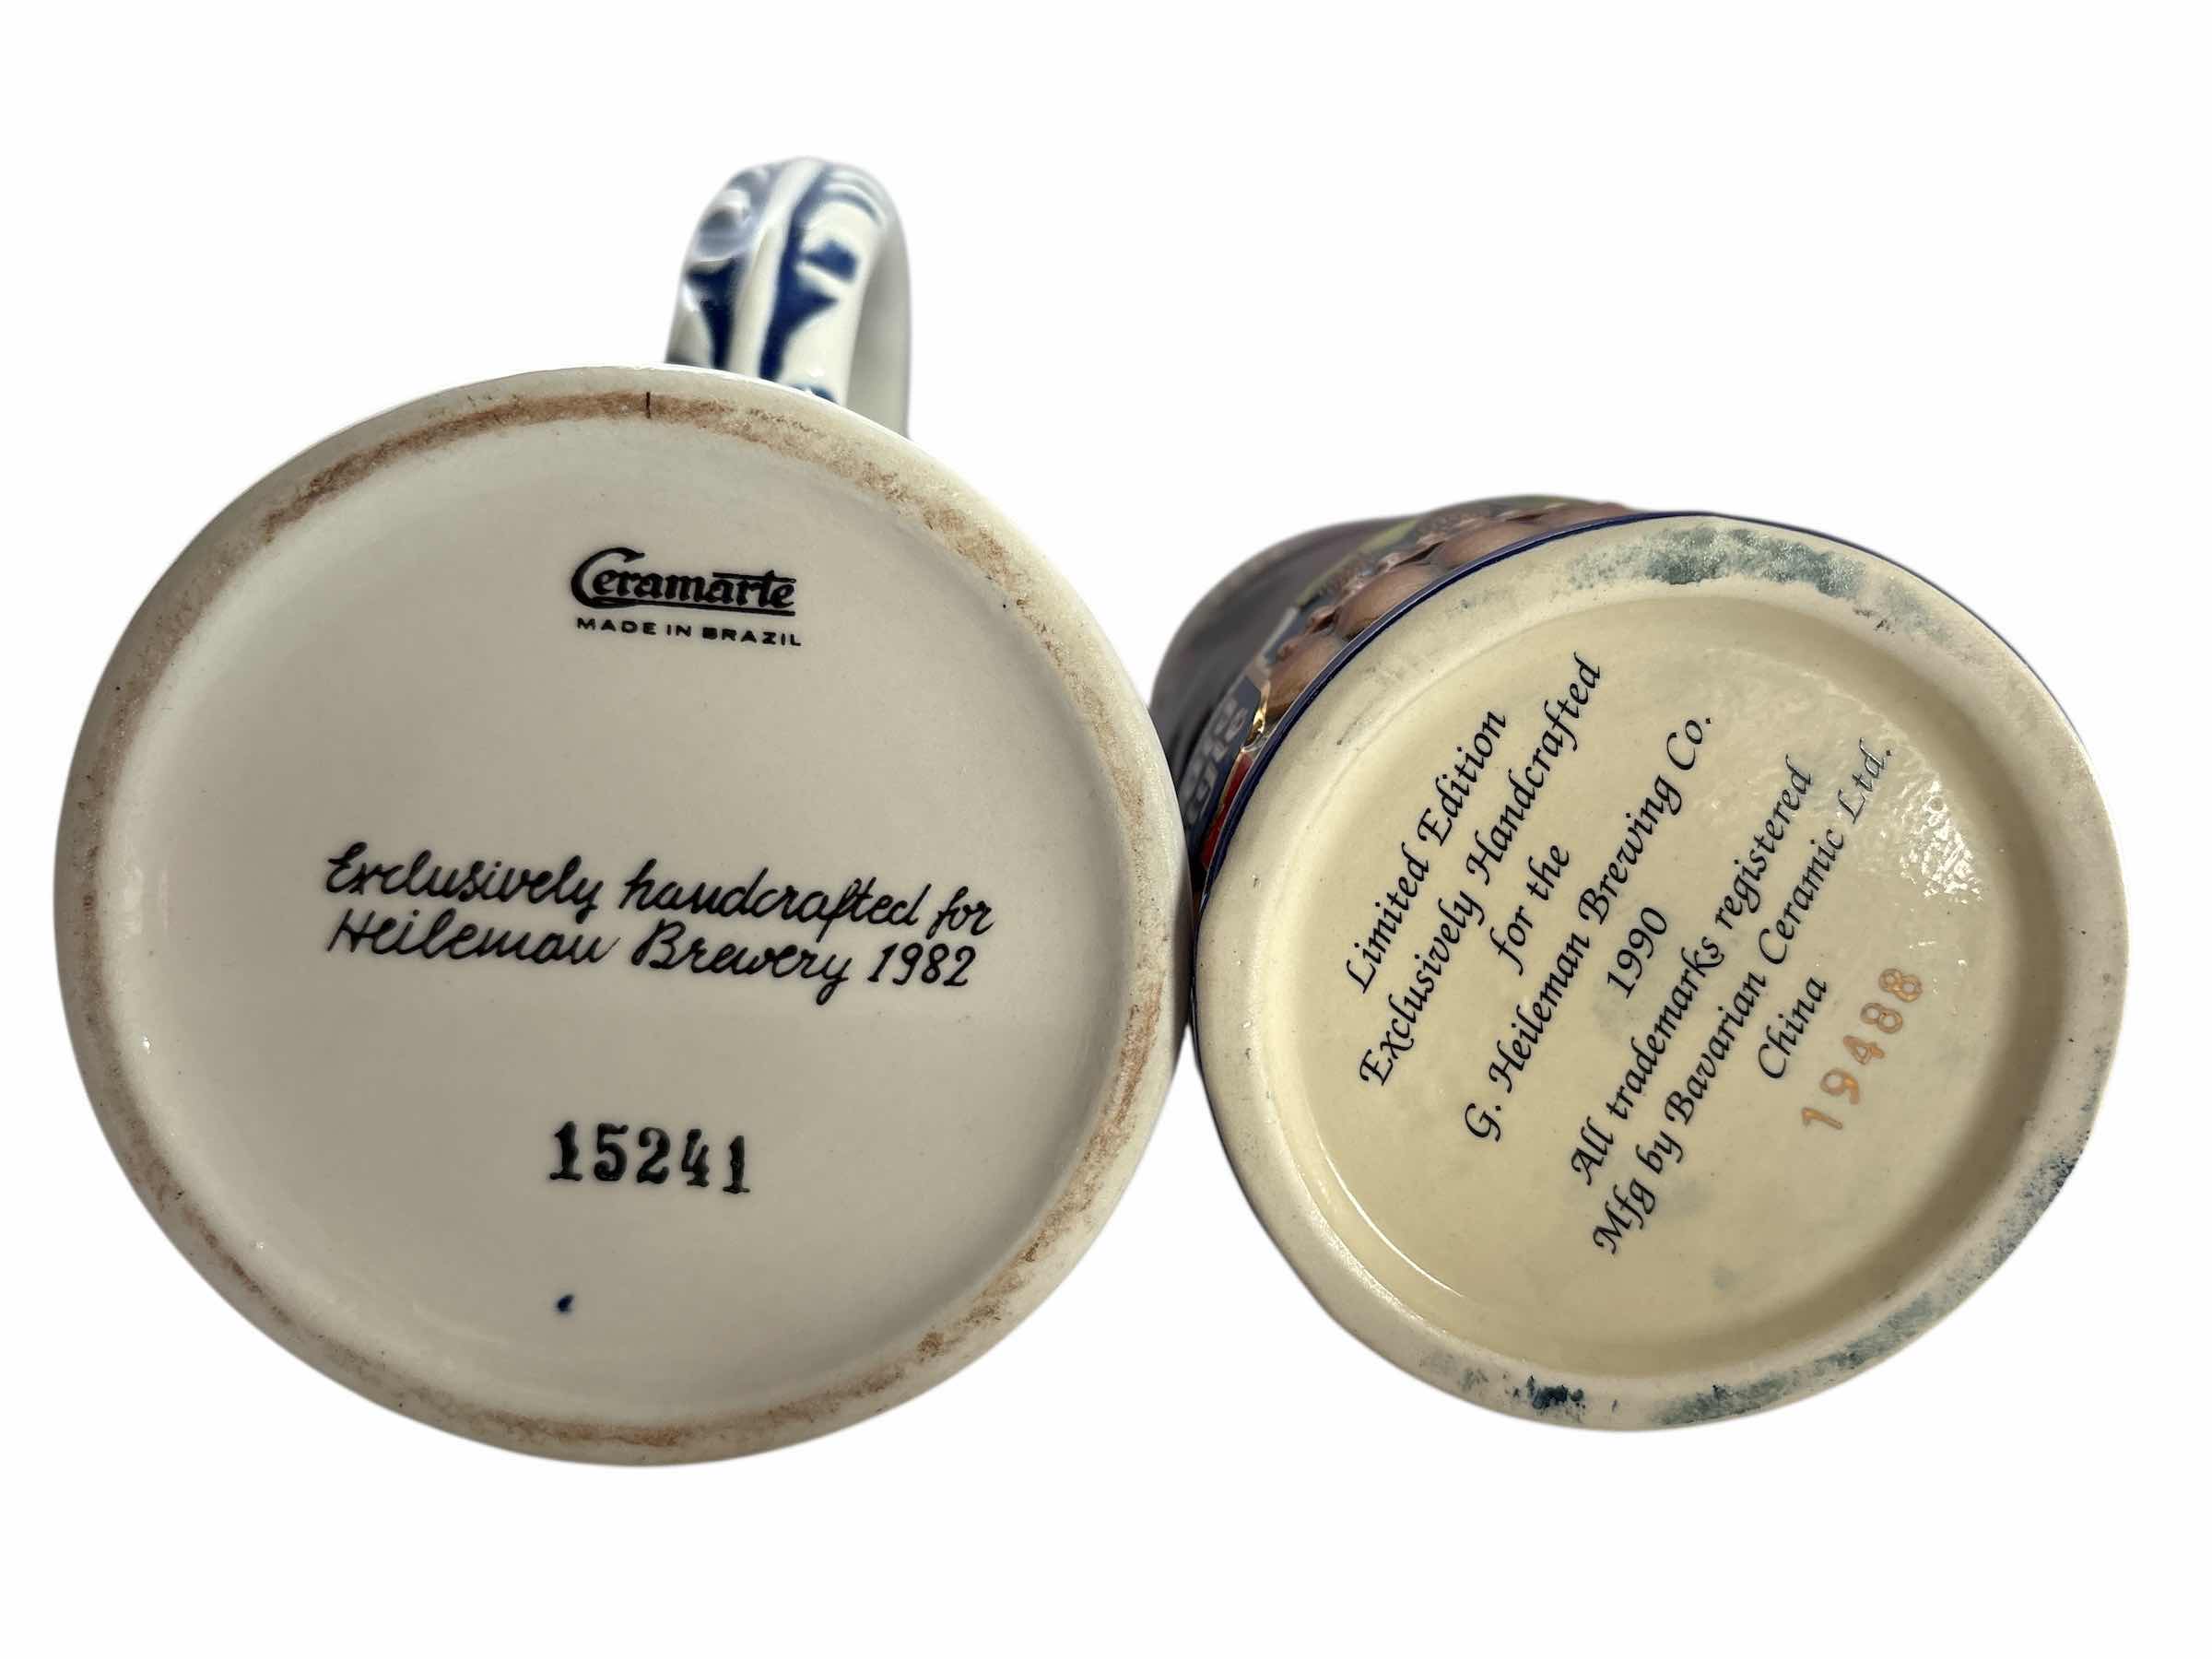 Ceramarte
MADE IN BRAZIL
Exclusively handcrafted for
Heileman Brewery 1982
15241
Limited Edition
Exclusively Handcrafted
for the
G. Heileman Brewing Co.
1990
All trademarks registered
Mfg by Bavarian Ceramic Ltd.
China
19488